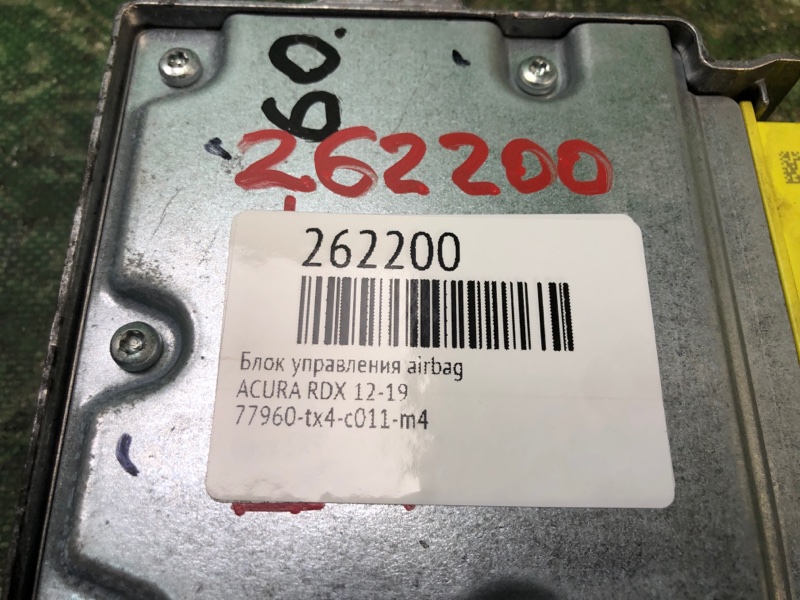 60.
262200
262200
Блок управления airbag
ACURA RDX 12-19
77960-tx4-c011-m4